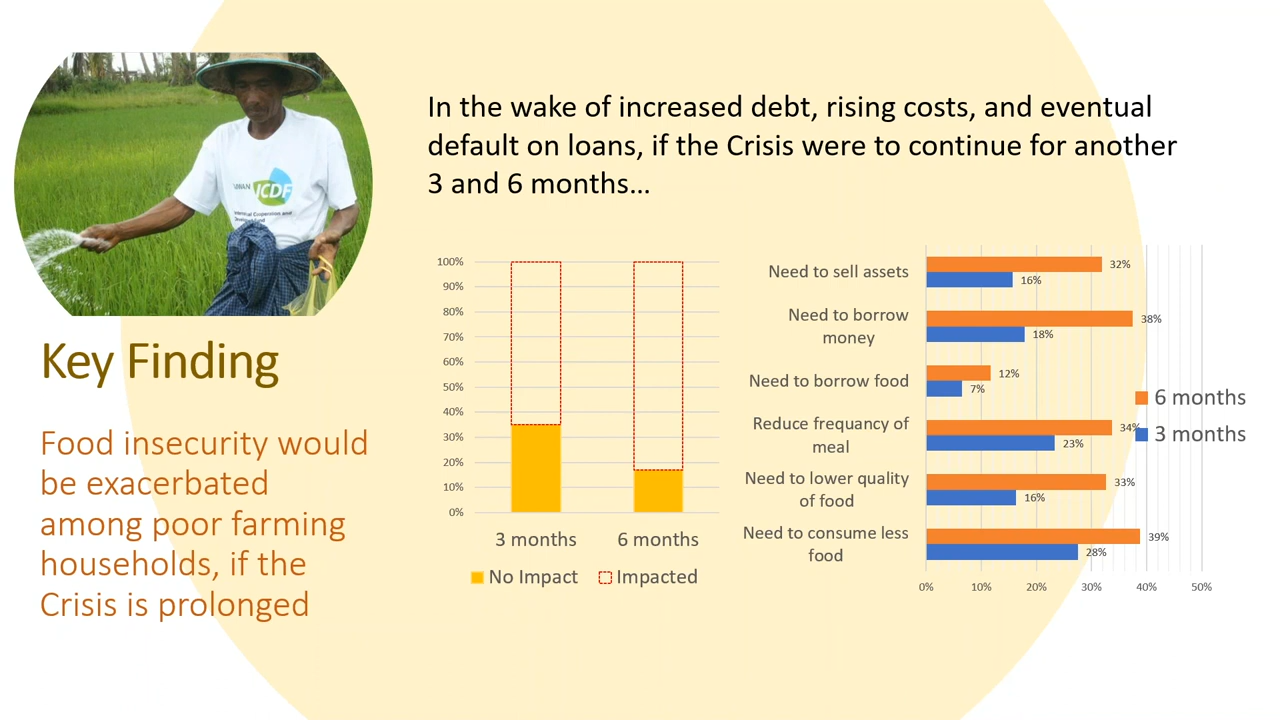 In the wake of increased debt, rising costs, and eventual
default on loans, if the Crisis were to continue for another
3 and 6 months...
ICDF
Key Finding
Food insecurity would
be exacerbated
among poor farming
households, if the
Crisis is prolonged
100%
90%
80%
70%
60%
50%
40%
30%
20%
10%
0%
3 months
6 months
No Impact
Impacted
Need to sell assets
32%
16%
Need to borrow
money
38%
18%
Need to borrow food
12%
7%
Reduce frequancy of
meal
34%
23%
Need to lower quality
of food
33%
16%
Need to consume less
food
39%
28%
0%
10%
20%
30%
40%
50%
6 months
3 months